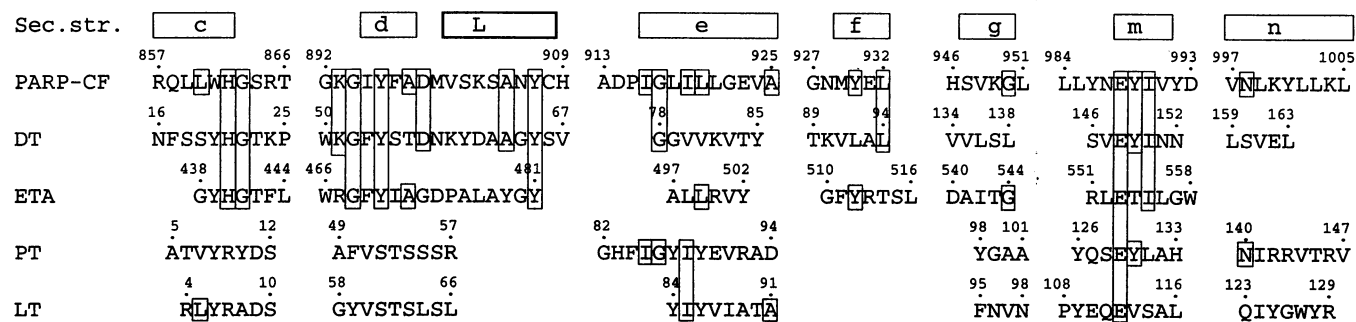 Sec.str. c d L e f g m n
857 866 892 909 913 925 927 932 946 951 984 993 997 1005
PARP-CF RQLLWHGSRT GKGIYFADMVSKSANYCH ADPIGLILLGEVA GNMYEL HSVKGL LLYNEYIVYD VNLKYLLKL
16 25 50 67 78 85 89 94 134 138 146 152 159 163
DT NFSSYHGTKP WKGFYSTDNKYDAAGYSV GGVVKVTY TKVLAL VVLSL SVEYINN LSVEL
438 444 466 481 497 502 510 516 540 544 551 558
ETA GYHGTFL WRGFYIAGDPALAYGY ALLRVY GFYRTSL DAITG RLETILGW
5 12 49 57 82 94 98 101 126 133 140 147
PT ATVYRYDS AFVSTSSSR GHFIGYIYEVRAD YGAA YQSEYLAH NIRRVTRV
4 10 58 66 84 91 95 98 108 116 123 129
LT RLYRADS GYVSTSLSL YIYVIATA FNVN PYEQEVSAL QIYGWYR